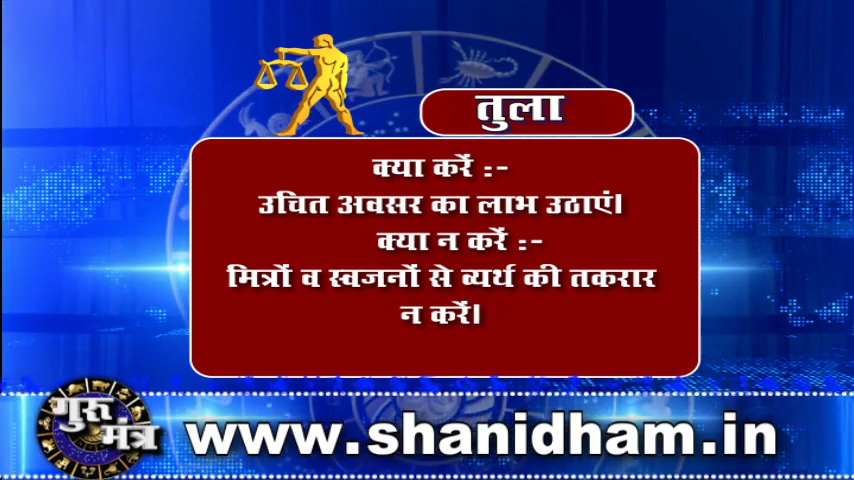 तुला
क्या करें :-
उचित अवसर का लाभ उठाएं।
क्या न करें :-
मित्रों व स्वजनों से व्यर्थ की तकरार
न करें।
गुरु
मंत्र
www.shanidham.in